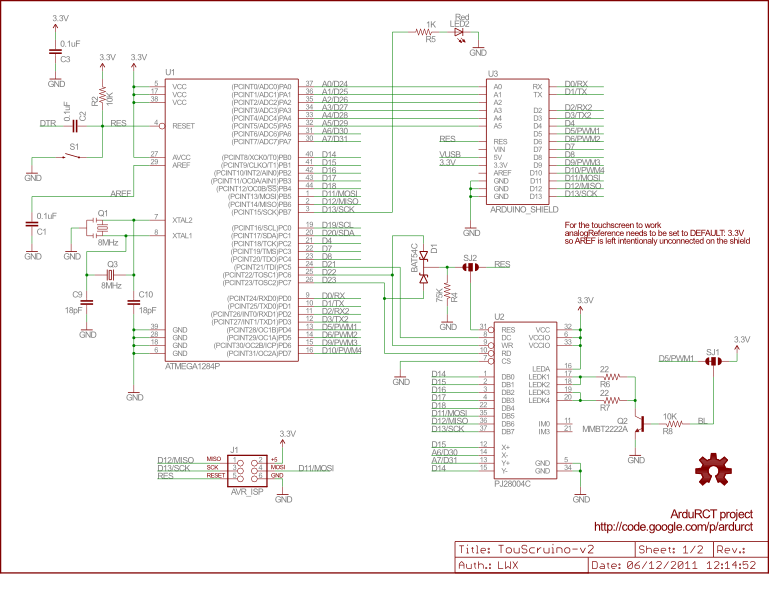 3.3V
0.1uF
C3
GND
3.3V
3.3V
R2
10K
0.1uF
C2
DTR
RES
S1
GND
AREF
0.1uF
C1
GND
Q1
8MHz
GND
Q3
8MHz
C9
18pF
C10
18pF
GND
GND
U1
5 VCC
17 VCC
38 VCC
4 RESET
27 AVCC
29 AREF
7 XTAL2
8 XTAL1
39 GND
28 GND
18 GND
6 GND
(PCINT0/ADC0)PA0 37 A0/D24
(PCINT1/ADC1)PA1 36 A1/D25
(PCINT2/ADC2)PA2 35 A2/D26
(PCINT3/ADC3)PA3 34 A3/D27
(PCINT4/ADC4)PA4 33 A4/D28
(PCINT5/ADC5)PA5 32 A5/D29
(PCINT6/ADC6)PA6 31 A6/D30
(PCINT7/ADC7)PA7 30 A7/D31
(PCINT8/XCK0/T0)PB0 40 D14
(PCINT9/CLKO/T1)PB1 41 D15
(PCINT10/INT2/AIN0)PB2 42 D16
(PCINT11/OC0A/AIN1)PB3 43 D17
(PCINT12/OC0B/SS)PB4 44 D18
(PCINT13/MOSI)PB5 1 D11/MOSI
(PCINT14/MISO)PB6 2 D12/MISO
(PCINT15/SCK)PB7 3 D13/SCK
(PCINT16/SCL)PC0 19 D19/SCL
(PCINT17/SDA)PC1 20 D20/SDA
(PCINT18/TCK)PC2 21 D4
(PCINT19/TMS)PC3 22 D7
(PCINT20/TDO)PC4 23 D8
(PCINT21/TDI)PC5 24 D21
(PCINT22/TOSC1)PC6 25 D22
(PCINT23/TOSC2)PC7 26 D23
(PCINT24/RXD0)PD0 9 D0/RX
(PCINT25/TXD0)PD1 10 D1/TX
(PCINT26/INT0/RXD1)PD2 11 D2/RX2
(PCINT27/INT1/TXD1)PD3 12 D3/TX2
(PCINT28/OC1B)PD4 13 D5/PWM1
(PCINT29/OC1A)PD5 14 D6/PWM2
(PCINT30/OC2B/ICP)PD6 15 D9/PWM3
(PCINT31/OC2A)PD7 16 D10/PWM4
ATMEGA1284P
1K
R5
Red
LED2
GND
U3
A0
A1
A2
A3
A4
A5
RES RES
VIN
VUSB 5V
3.3V 3.3V
AREF
GND
GND
GND
RX D0/RX
TX D1/TX
D2 D2/RX2
D3 D3/TX2
D4 D4
D5 D5/PWM1
D6 D6/PWM2
D7 D7
D8 D8
D9 D9/PWM3
D10 D10/PWM4
D11 D11/MOSI
D12 D12/MISO
D13 D13/SCK
ARDUINO_SHIELD
For the touchscreen to work
analogReference needs to be set to DEFAULT: 3.3V
so AREF is left intentionaly unconnected on the shield
D1
BAT54C
SJ2
RES
75K
R4
GND
U2
31 RES
8 DC
9 WR
10 RD
7 CS
GND
D14 1 DB0
D15 2 DB1
D16 3 DB2
D17 4 DB3
D18 22 DB4
D11/MOSI 35 DB5
D12/MISO 36 DB6
D13/SCK 37 DB7
D15 12 X+
A6/D30 14 X-
A7/D31 13 Y+
D14 15 Y-
VCC 32
VCCIO 6
VCCIO 33
LEDA 16
LEDK1 17
LEDK2 18
LEDK3 19
LEDK4 20
IM0 11
IM3 21
GND 5
GND 34
PJ28004C
3.3V
GND
22
R6
22
R7
Q2
MMBT2222A
GND
10K
R8
BL
D5/PWM1
SJ1
3.3V
J1
D12/MISO MISO 1 2 +5
D13/SCK SCK 3 4 MOSI D11/MOSI
RES RESET 5 6 GND
AVR_ISP
3.3V
GND
ArduRCT project
http://code.google.com/p/ardurct
Title: TouScruino-v2 Sheet: 1/2 Rev.:
Auth.: LWX Date: 06/12/2011 12:14:52